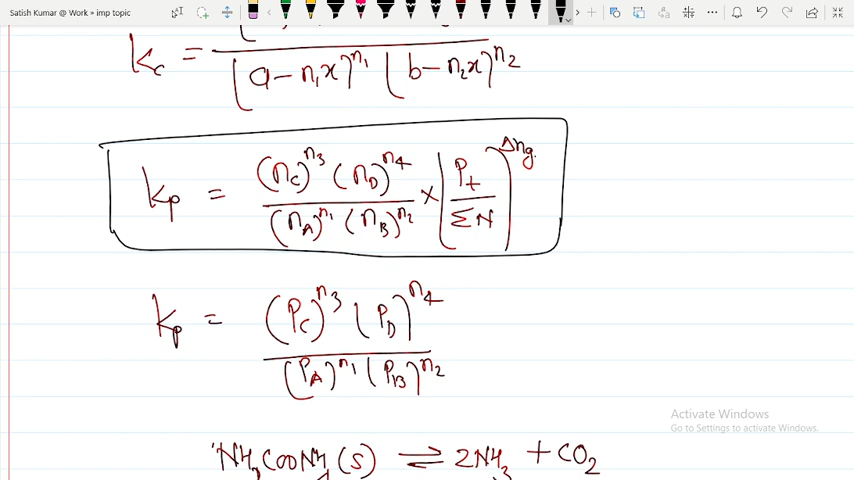 Satish Kumar @ Work » imp topic
Kc = / (a - n₁x)^n₁ (b - n₂x)^n₂
kp = (nC)^n₃ (nD)^n₄ / (nA)^n₁ (nB)^n₂ × (Pt / ΣN)^Δng.
kp = (PC)^n₃ (PD)^n₄ / (PA)^n₁ (PB)^n₂
Activate Windows
Go to Settings to activate Windows.
NH₂COONH₄(s) ⇌ 2NH₃ + CO₂